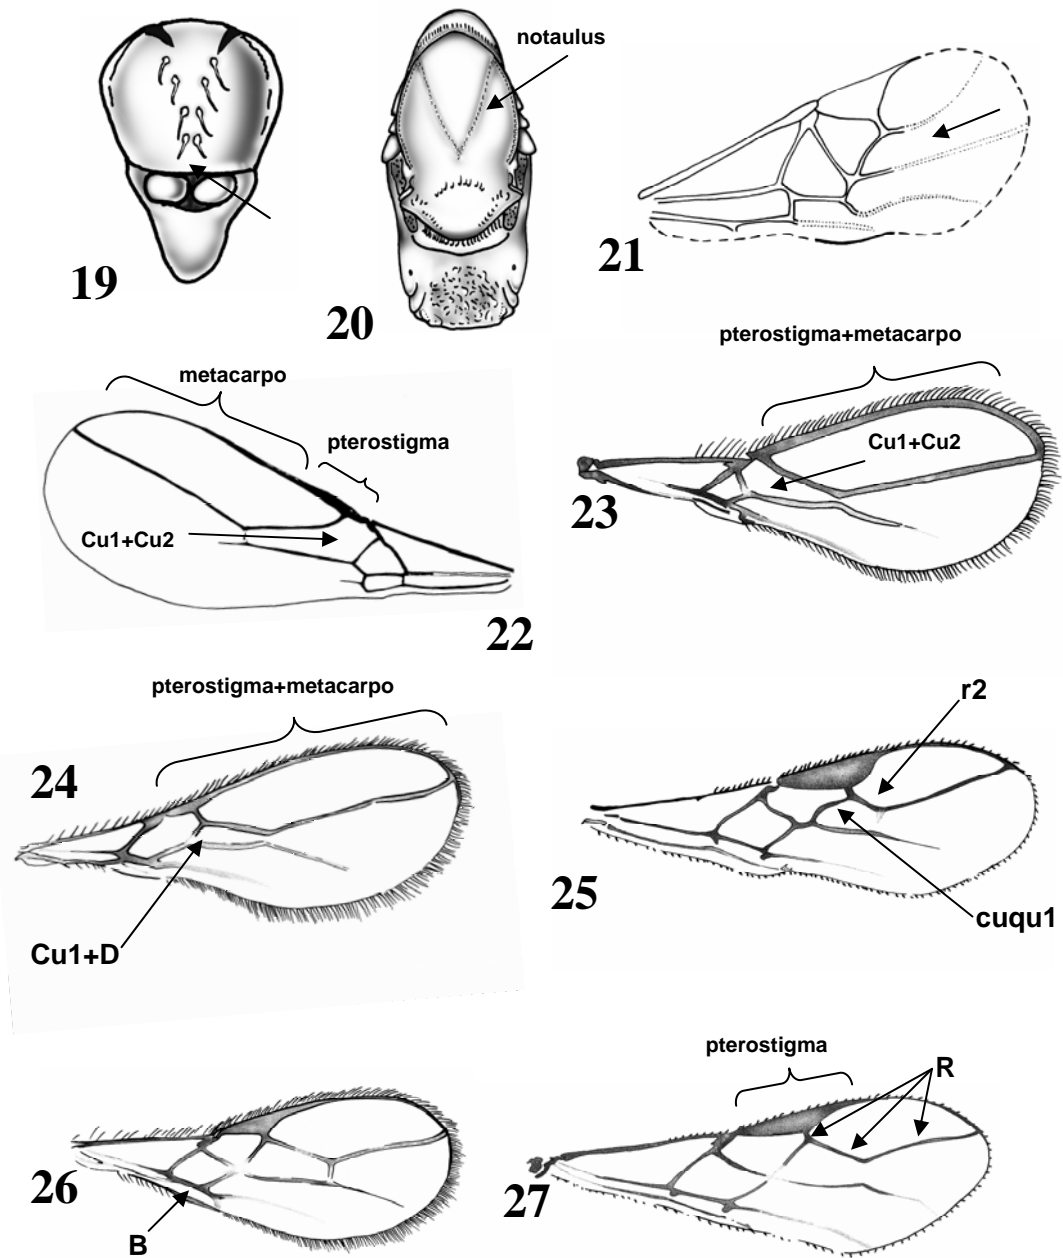 notaulus
19
20
21
metacarpo
pterostigma
Cu1+Cu2
22
pterostigma+metacarpo
Cu1+Cu2
23
pterostigma+metacarpo
24
Cu1+D
r2
25
cuqu1
26
B
pterostigma
R
27